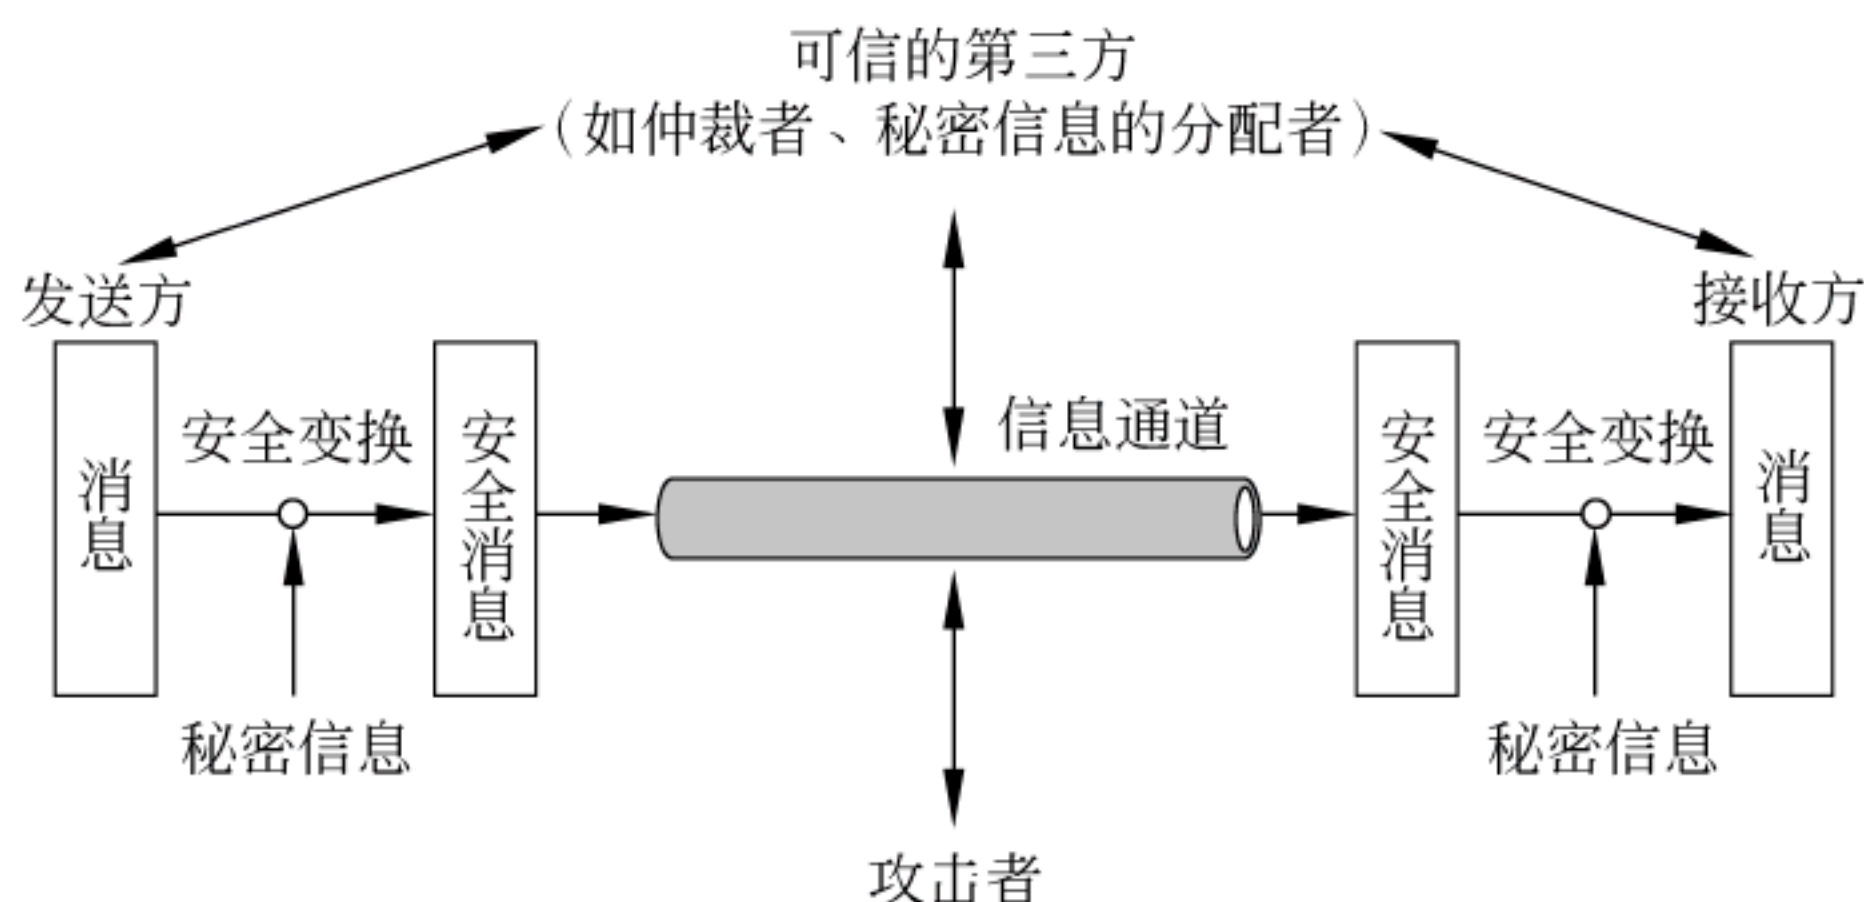 可信的第三方
（如仲裁者、秘密信息的分配者）
发送方
接收方
信息通道
安全变换
安全变换
消息
安全消息
安全消息
消息
秘密信息
秘密信息
攻击者